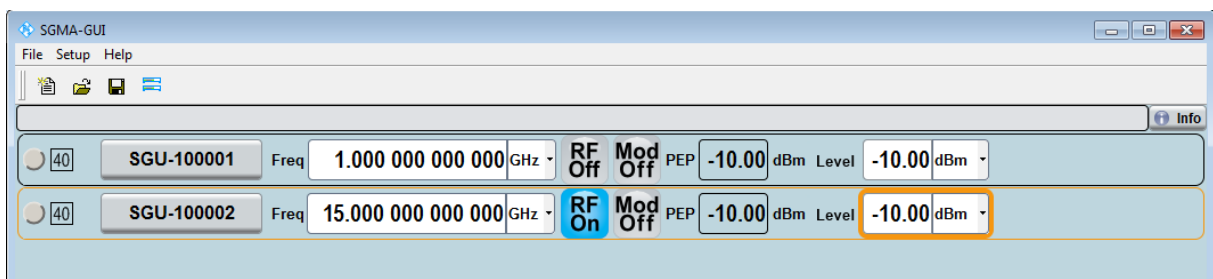 SGMA-GUI
File Setup Help
Info
40 SGU-100001 Freq 1.000 000 000 000 GHz RF Off Mod Off PEP -10.00 dBm Level -10.00 dBm
40 SGU-100002 Freq 15.000 000 000 000 GHz RF On Mod Off PEP -10.00 dBm Level -10.00 dBm